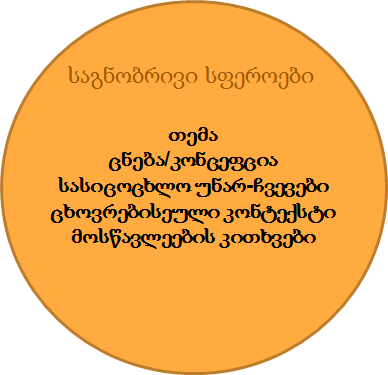 საგნობრივი სფეროები
თემა
ცნება/კონცეფცია
სასიცოცხლო უნარ-ჩვევები
ცხოვრებისეული კონტექსტი
მოსწავლეების კითხვები